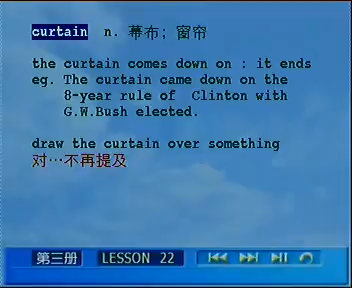 curtain n. 幕布; 窗帘
the curtain comes down on : it ends
eg. The curtain came down on the
8-year rule of Clinton with
G.W.Bush elected.
draw the curtain over something
对…不再提及
第三册 LESSON 22